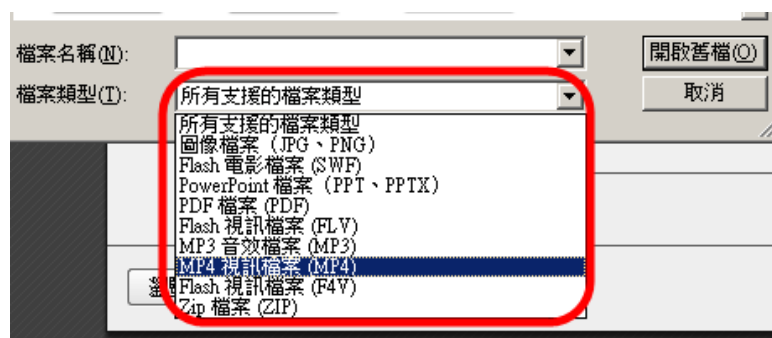 檔案名稱(N):
開啟舊檔(O)
檔案類型(T):
所有支援的檔案類型
取消
所有支援的檔案類型
圖像檔案（JPG、PNG）
Flash 電影檔案 (SWF)
PowerPoint 檔案（PPT、PPTX）
PDF 檔案 (PDF)
Flash 視訊檔案 (FLV)
MP3 音效檔案 (MP3)
MP4 視訊檔案 (MP4)
Flash 視訊檔案 (F4V)
Zip 檔案 (ZIP)